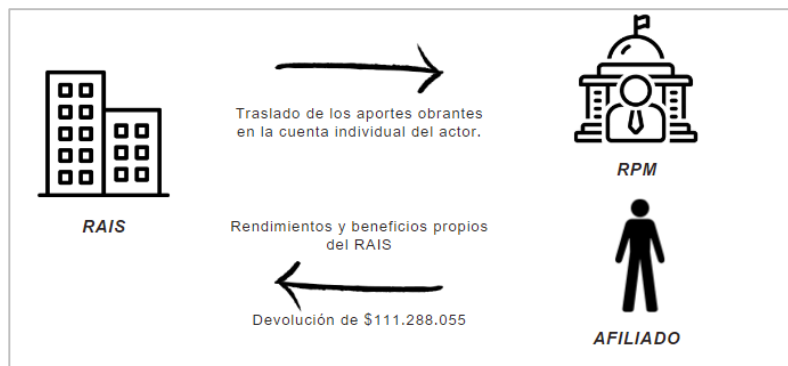 Traslado de los aportes obrantes
en la cuenta individual del actor.
RPM
RAIS
Rendimientos y beneficios propios
del RAIS
Devolución de $111.288.055
AFILIADO